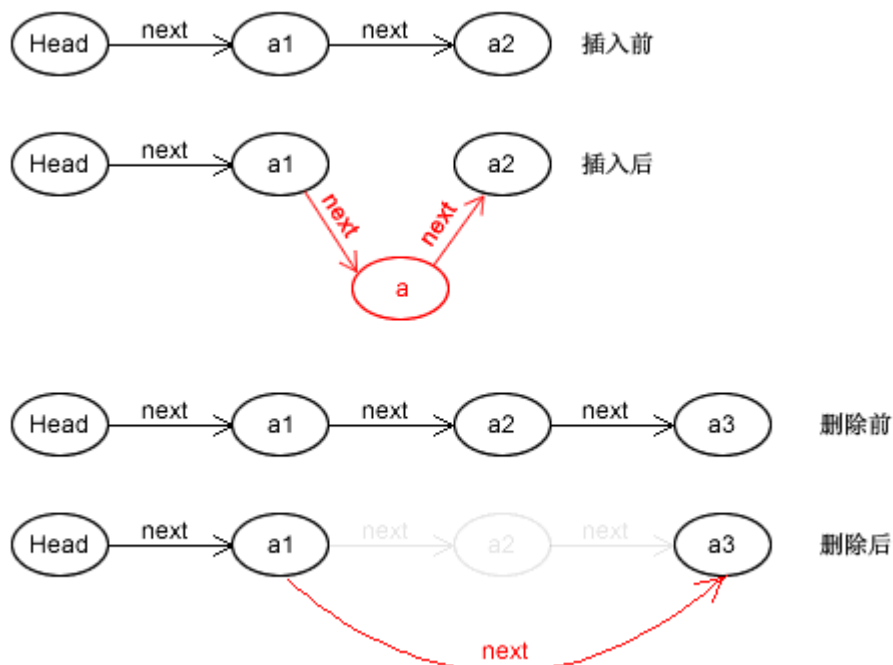 Head next a1 next a2 插入前
Head next a1 a2 插入后
next next
a
Head next a1 next a2 next a3 删除前
Head next a1 next a2 next a3 删除后
next